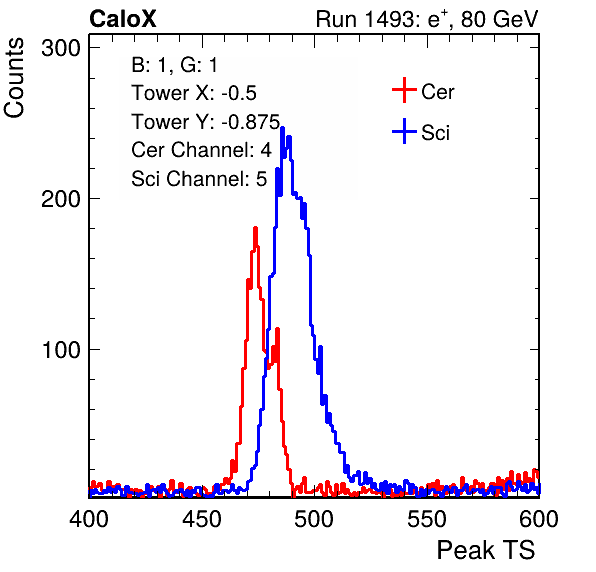 CaloX Run 1493: e⁺, 80 GeV
Counts
300
200
100
B: 1, G: 1
Tower X: -0.5
Tower Y: -0.875
Cer Channel: 4
Sci Channel: 5
Cer
Sci
400 450 500 550 600
Peak TS